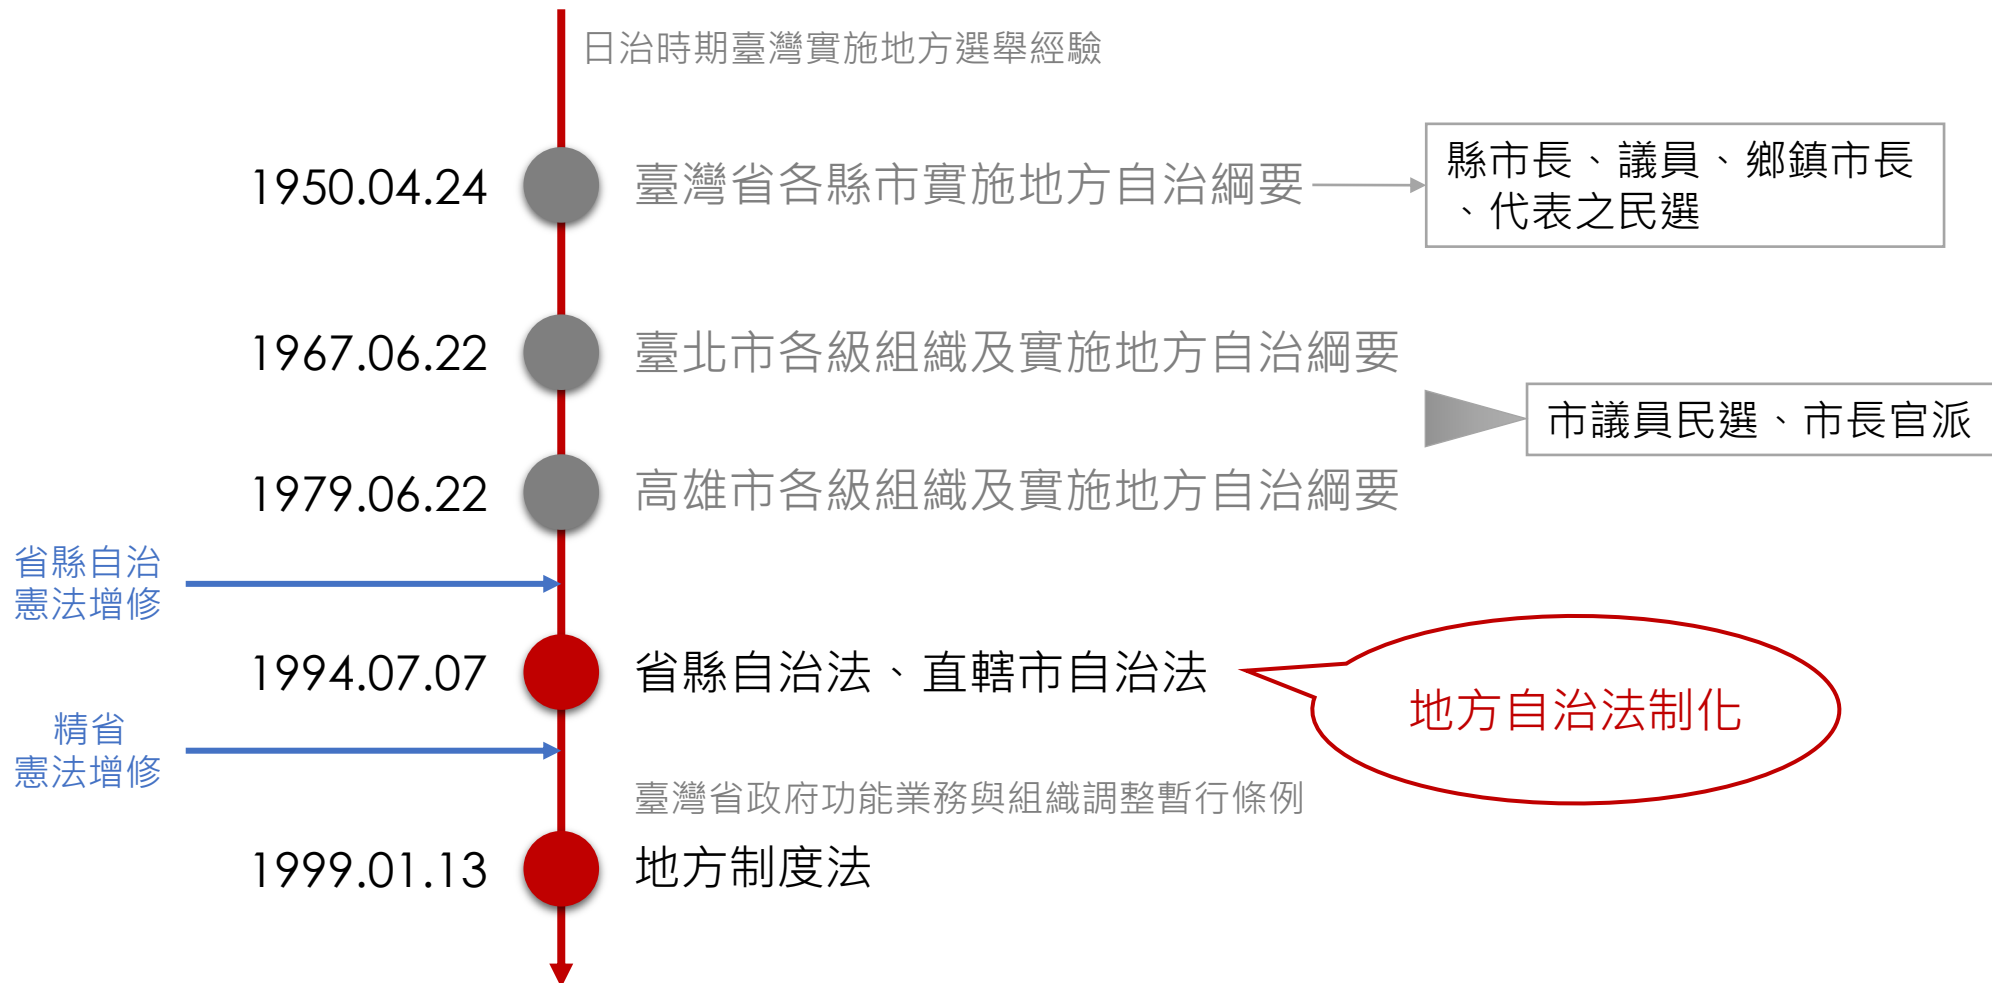 日治時期臺灣實施地方選舉經驗
1950.04.24
臺灣省各縣市實施地方自治綱要
縣市長、議員、鄉鎮市長
、代表之民選
1967.06.22
臺北市各級組織及實施地方自治綱要
市議員民選、市長官派
1979.06.22
高雄市各級組織及實施地方自治綱要
省縣自治
憲法增修
1994.07.07
省縣自治法、直轄市自治法
地方自治法制化
精省
憲法增修
臺灣省政府功能業務與組織調整暫行條例
1999.01.13
地方制度法